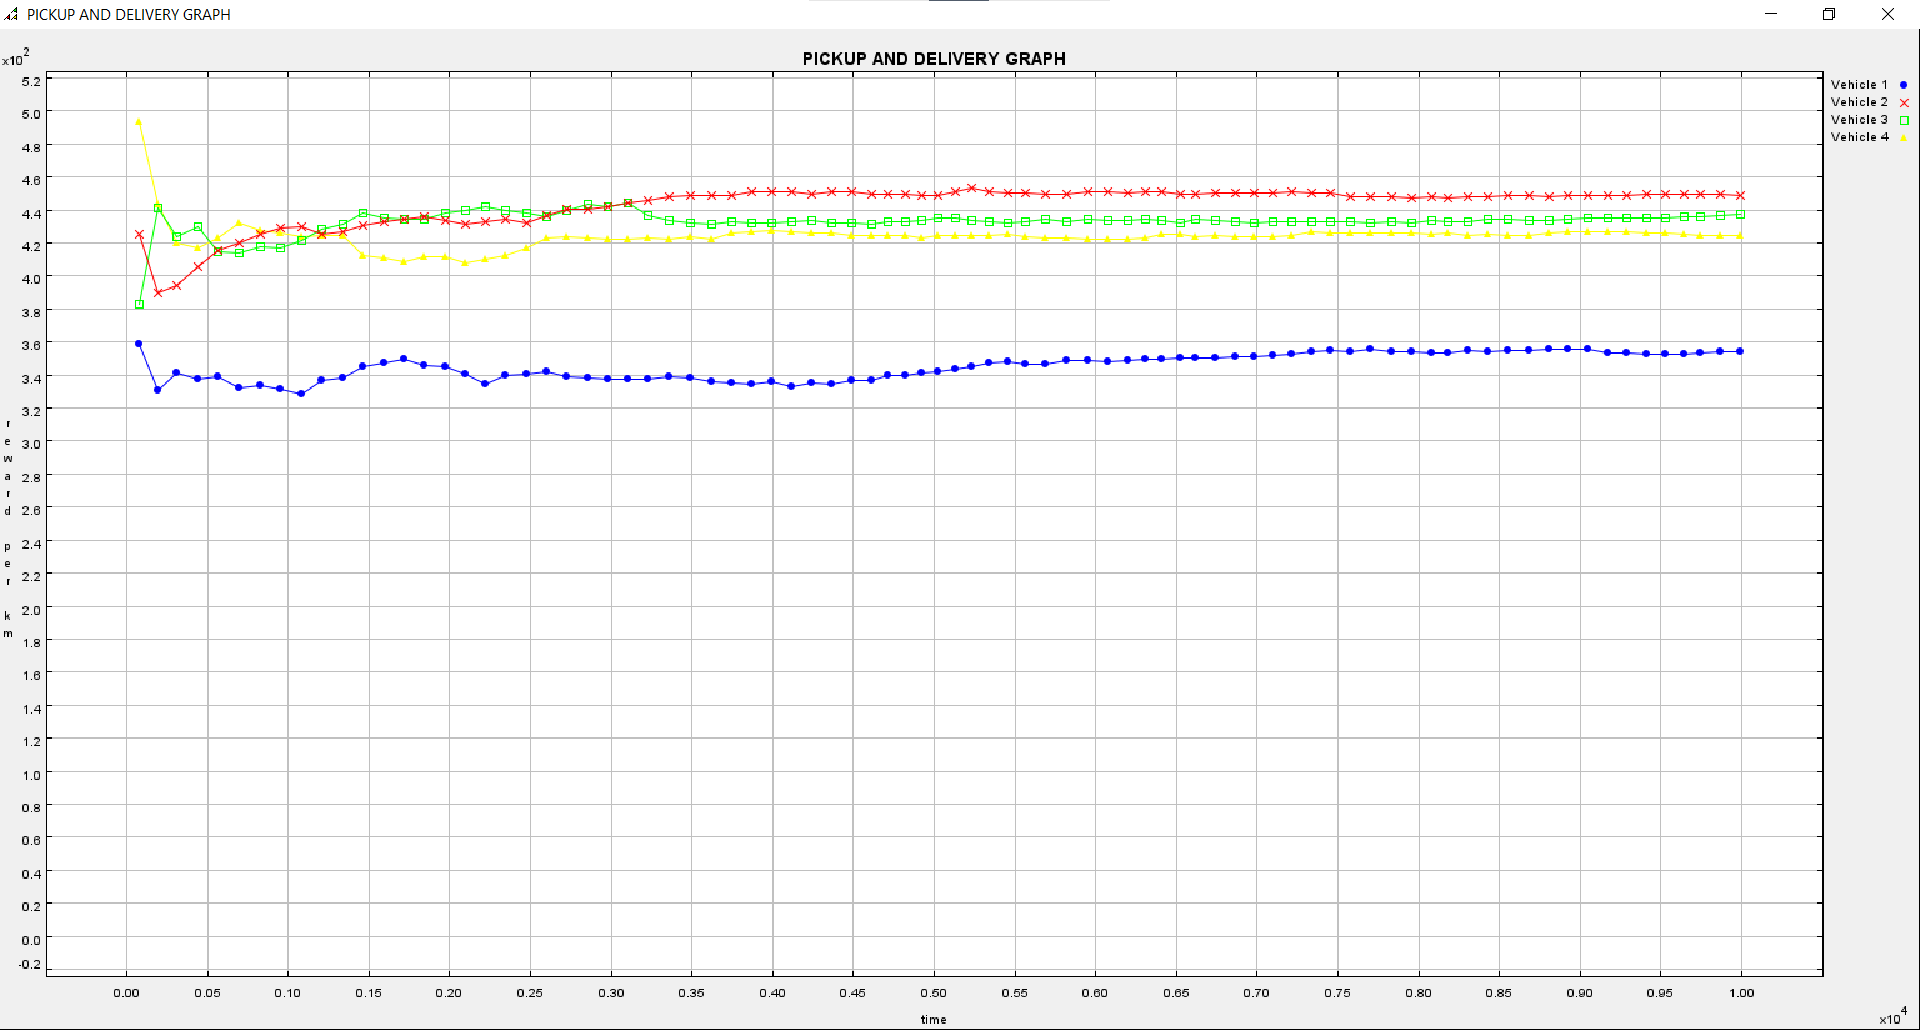 PICKUP AND DELIVERY GRAPH
PICKUP AND DELIVERY GRAPH
x10 2
5.2
5.0
4.8
4.6
4.4
4.2
4.0
3.8
3.6
3.4
3.2
3.0
2.8
2.6
2.4
2.2
2.0
1.8
1.6
1.4
1.2
1.0
0.8
0.6
0.4
0.2
0.0
-0.2
reward per km
Vehicle 1
Vehicle 2
Vehicle 3
Vehicle 4
0.00 0.05 0.10 0.15 0.20 0.25 0.30 0.35 0.40 0.45 0.50 0.55 0.60 0.65 0.70 0.75 0.80 0.85 0.90 0.95 1.00
time
x10 4